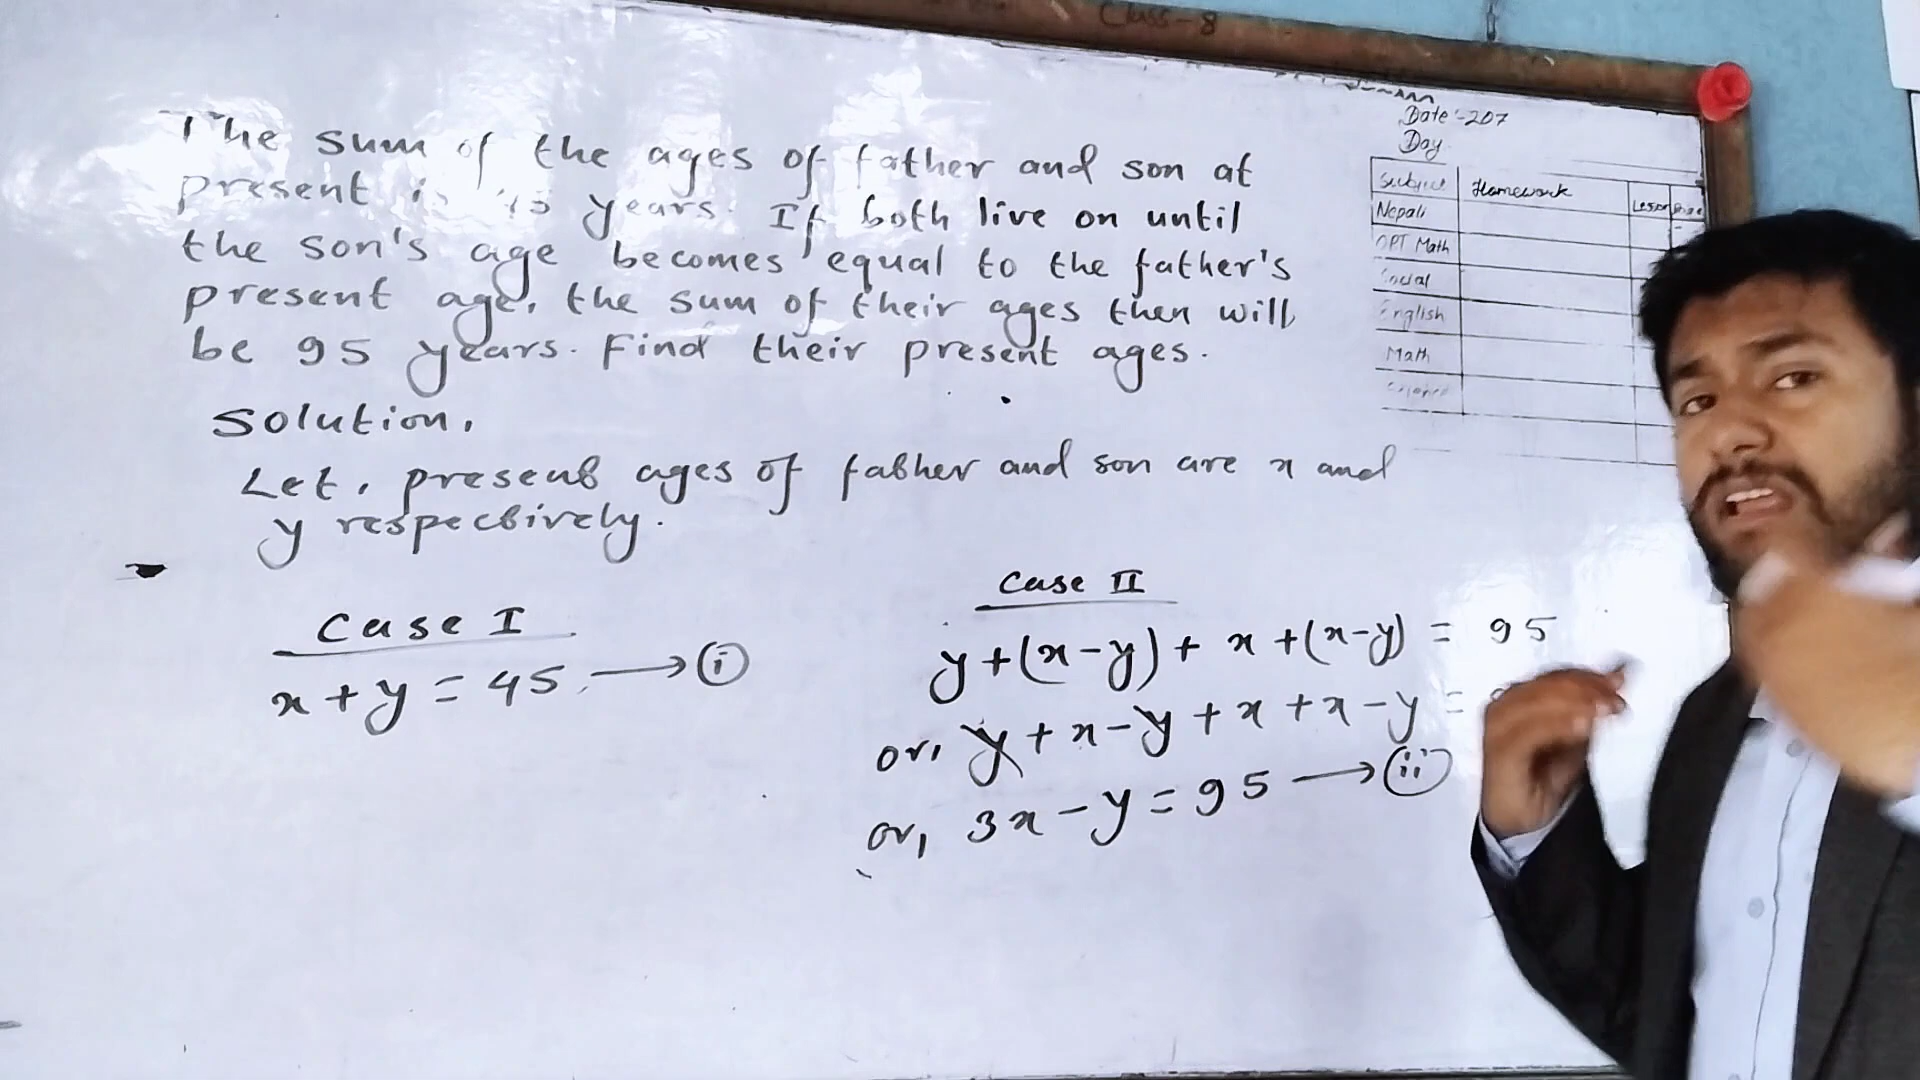 Class-8
The sum of the ages of father and son at
present is 45 years. If both live on until
the son's age becomes equal to the father's
present age, the sum of their ages then will
be 95 years. Find their present ages.
Solution,
Let, present ages of father and son are x and
y respectively.
Case I
x + y = 45 → (i)
Case II
y + (x - y) + x + (x - y) = 95
or, y + x - y + x + x - y =
or, 3x - y = 95 → (ii)
Date:-207
Day
Subject Homework
Nepali
OPT Math
Social
English
Math